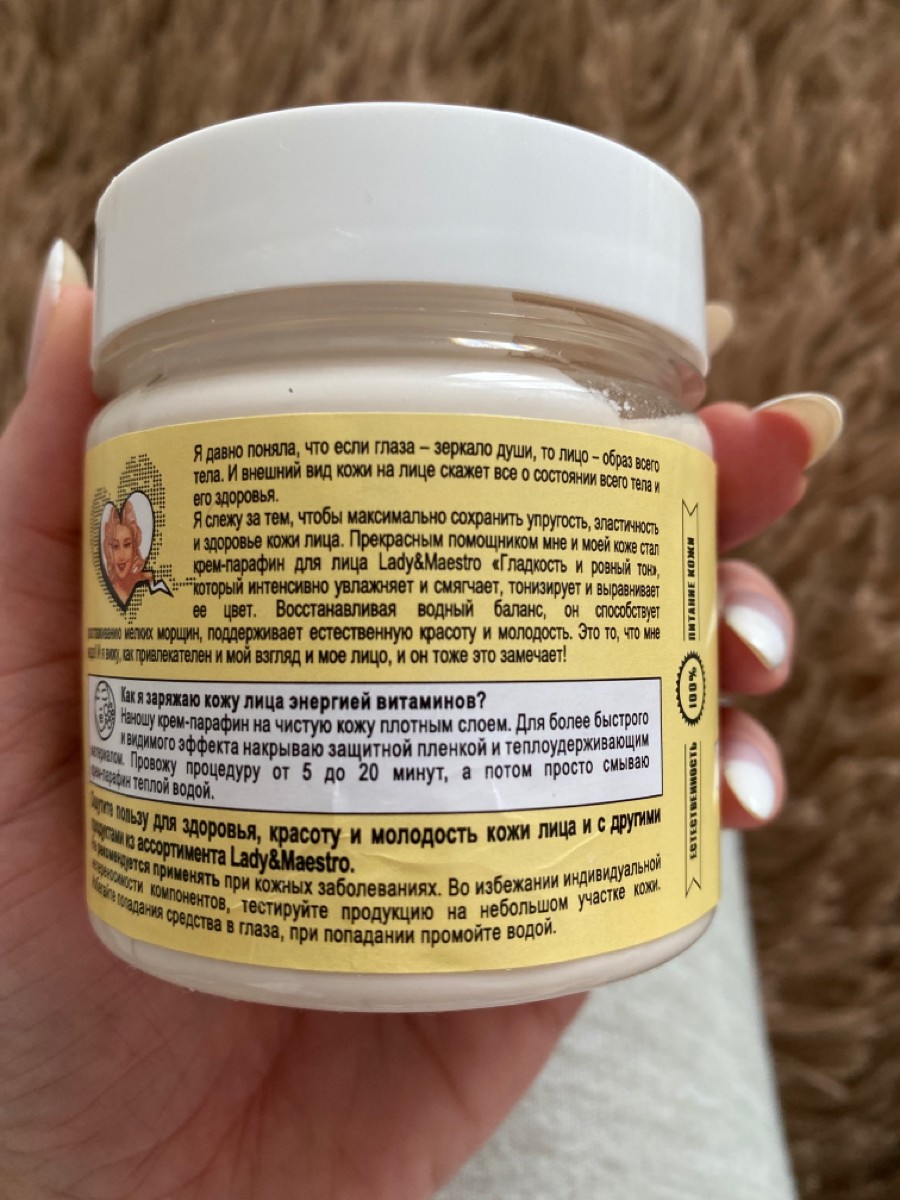 Я давно поняла, что если глаза – зеркало души, то лицо – образ всего
тела. И внешний вид кожи на лице скажет все о состоянии всего тела и
его здоровья.
Я слежу за тем, чтобы максимально сохранить упругость, эластичность
и здоровье кожи лица. Прекрасным помощником мне и моей коже стал
крем-парафин для лица Lady&Maestro «Гладкость и ровный тон»,
который интенсивно увлажняет и смягчает, тонизирует и выравнивает
ее цвет. Восстанавливая водный баланс, он способствует
мелких морщин, поддерживает естественную красоту и молодость. Это то, что мне
И я вижу, как привлекателен и мой взгляд и мое лицо, и он тоже это замечает!
Как я заряжаю кожу лица энергией витаминов?
Наношу крем-парафин на чистую кожу плотным слоем. Для более быстрого
и видимого эффекта накрываю защитной пленкой и теплоудерживающим
материалом. Провожу процедуру от 5 до 20 минут, а потом просто смываю
крем-парафин теплой водой.
Ощутите пользу для здоровья, красоту и молодость кожи лица и с другими
продуктами из ассортимента Lady&Maestro.
Не рекомендуется применять при кожных заболеваниях. Во избежании индивидуальной
непереносимости компонентов, тестируйте продукцию на небольшом участке кожи.
Избегайте попадания средства в глаза, при попадании промойте водой.
ПИТАНИЕ КОЖИ
100%
ЕСТЕСТВЕННОСТЬ